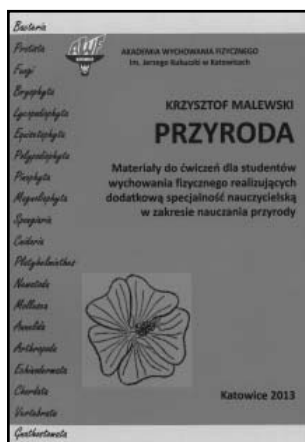 Bacteria
Protista
Fungi
Bryophyta
Lycopodiophyta
Equisetophyta
Polypodiophyta
Pinophyta
Magnoliophyta
Spongiaria
Cnidaria
Platyhelminthes
Nematoda
Mollusca
Annelida
Arthropoda
Echinodermata
Chordata
Vertebrata
Gnathostomata
AWF
AKADEMIA WYCHOWANIA FIZYCZNEGO
im. Jerzego Kukuczki w Katowicach
KRZYSZTOF MALEWSKI
PRZYRODA
Materiały do ćwiczeń dla studentów
wychowania fizycznego realizujących
dodatkową specjalność nauczycielską
w zakresie nauczania przyrody
Katowice 2013